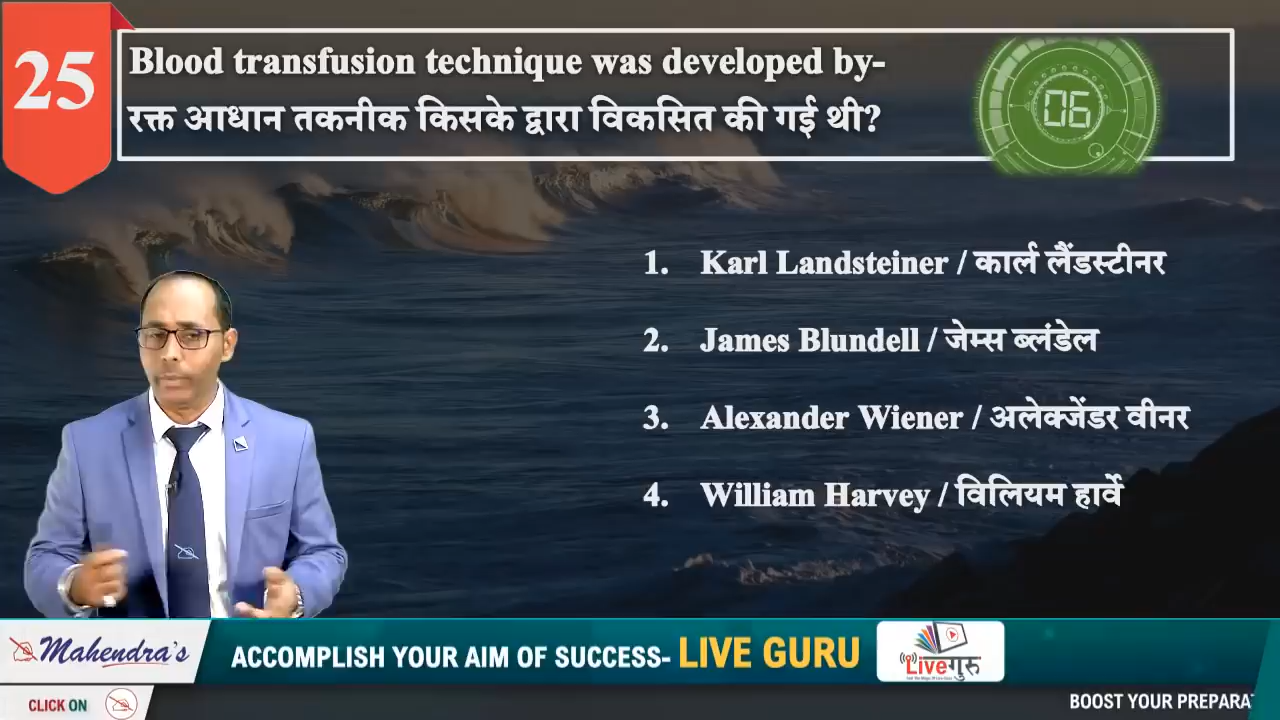 25
Blood transfusion technique was developed by-
रक्त आधान तकनीक किसके द्वारा विकसित की गई थी?
06
1. Karl Landsteiner / कार्ल लैंडस्टीनर
2. James Blundell / जेम्स ब्लंडेल
3. Alexander Wiener / अलेक्जेंडर वीनर
4. William Harvey / विलियम हार्वे
Mahendra's
ACCOMPLISH YOUR AIM OF SUCCESS- LIVE GURU
Liveगुरु
CLICK ON
BOOST YOUR PREPARAT